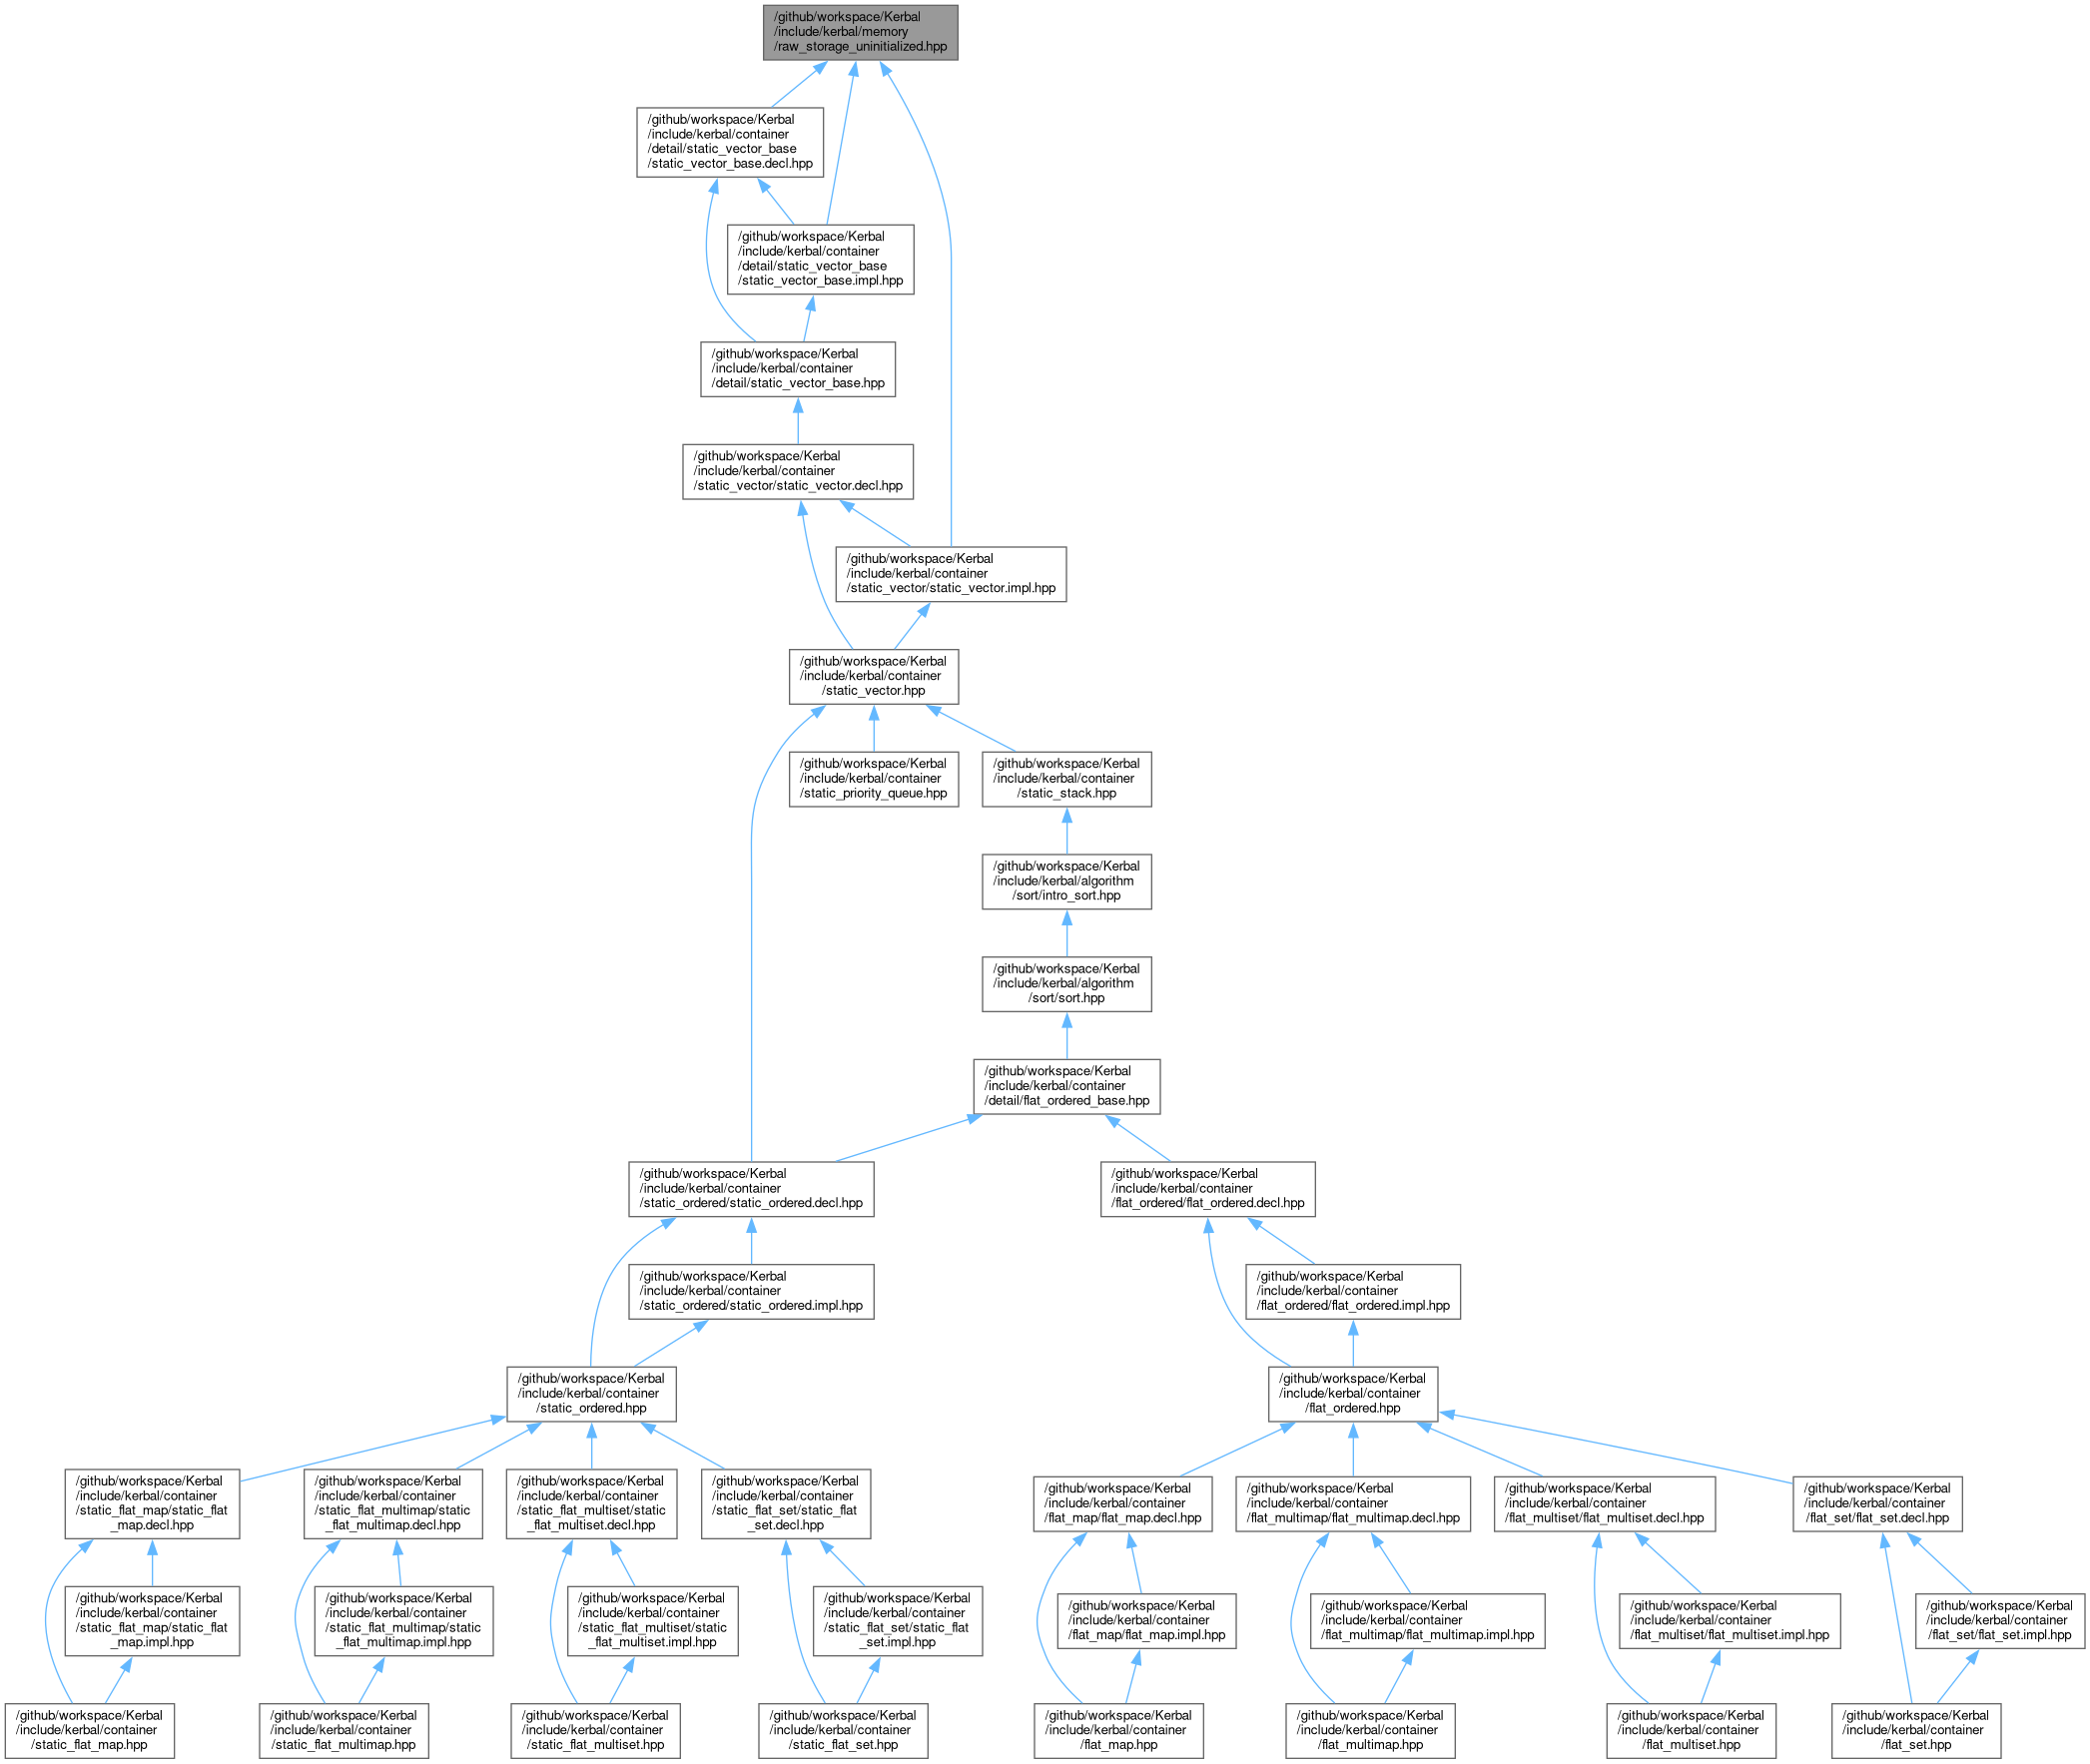 /github/workspace/Kerbal
/include/kerbal/memory
/raw_storage_uninitialized.hpp
/github/workspace/Kerbal
/include/kerbal/container
/detail/static_vector_base
/static_vector_base.decl.hpp
/github/workspace/Kerbal
/include/kerbal/container
/detail/static_vector_base
/static_vector_base.impl.hpp
/github/workspace/Kerbal
/include/kerbal/container
/detail/static_vector_base.hpp
/github/workspace/Kerbal
/include/kerbal/container
/static_vector/static_vector.decl.hpp
/github/workspace/Kerbal
/include/kerbal/container
/static_vector/static_vector.impl.hpp
/github/workspace/Kerbal
/include/kerbal/container
/static_vector.hpp
/github/workspace/Kerbal
/include/kerbal/container
/static_priority_queue.hpp
/github/workspace/Kerbal
/include/kerbal/container
/static_stack.hpp
/github/workspace/Kerbal
/include/kerbal/algorithm
/sort/intro_sort.hpp
/github/workspace/Kerbal
/include/kerbal/algorithm
/sort/sort.hpp
/github/workspace/Kerbal
/include/kerbal/container
/detail/flat_ordered_base.hpp
/github/workspace/Kerbal
/include/kerbal/container
/static_ordered/static_ordered.decl.hpp
/github/workspace/Kerbal
/include/kerbal/container
/flat_ordered/flat_ordered.decl.hpp
/github/workspace/Kerbal
/include/kerbal/container
/static_ordered/static_ordered.impl.hpp
/github/workspace/Kerbal
/include/kerbal/container
/flat_ordered/flat_ordered.impl.hpp
/github/workspace/Kerbal
/include/kerbal/container
/static_ordered.hpp
/github/workspace/Kerbal
/include/kerbal/container
/flat_ordered.hpp
/github/workspace/Kerbal
/include/kerbal/container
/static_flat_map/static_flat
_map.decl.hpp
/github/workspace/Kerbal
/include/kerbal/container
/static_flat_multimap/static
_flat_multimap.decl.hpp
/github/workspace/Kerbal
/include/kerbal/container
/static_flat_multiset/static
_flat_multiset.decl.hpp
/github/workspace/Kerbal
/include/kerbal/container
/static_flat_set/static_flat
_set.decl.hpp
/github/workspace/Kerbal
/include/kerbal/container
/flat_map/flat_map.decl.hpp
/github/workspace/Kerbal
/include/kerbal/container
/flat_multimap/flat_multimap.decl.hpp
/github/workspace/Kerbal
/include/kerbal/container
/flat_multiset/flat_multiset.decl.hpp
/github/workspace/Kerbal
/include/kerbal/container
/flat_set/flat_set.decl.hpp
/github/workspace/Kerbal
/include/kerbal/container
/static_flat_map/static_flat
_map.impl.hpp
/github/workspace/Kerbal
/include/kerbal/container
/static_flat_multimap/static
_flat_multimap.impl.hpp
/github/workspace/Kerbal
/include/kerbal/container
/static_flat_multiset/static
_flat_multiset.impl.hpp
/github/workspace/Kerbal
/include/kerbal/container
/static_flat_set/static_flat
_set.impl.hpp
/github/workspace/Kerbal
/include/kerbal/container
/flat_map/flat_map.impl.hpp
/github/workspace/Kerbal
/include/kerbal/container
/flat_multimap/flat_multimap.impl.hpp
/github/workspace/Kerbal
/include/kerbal/container
/flat_multiset/flat_multiset.impl.hpp
/github/workspace/Kerbal
/include/kerbal/container
/flat_set/flat_set.impl.hpp
/github/workspace/Kerbal
/include/kerbal/container
/static_flat_map.hpp
/github/workspace/Kerbal
/include/kerbal/container
/static_flat_multimap.hpp
/github/workspace/Kerbal
/include/kerbal/container
/static_flat_multiset.hpp
/github/workspace/Kerbal
/include/kerbal/container
/static_flat_set.hpp
/github/workspace/Kerbal
/include/kerbal/container
/flat_map.hpp
/github/workspace/Kerbal
/include/kerbal/container
/flat_multimap.hpp
/github/workspace/Kerbal
/include/kerbal/container
/flat_multiset.hpp
/github/workspace/Kerbal
/include/kerbal/container
/flat_set.hpp